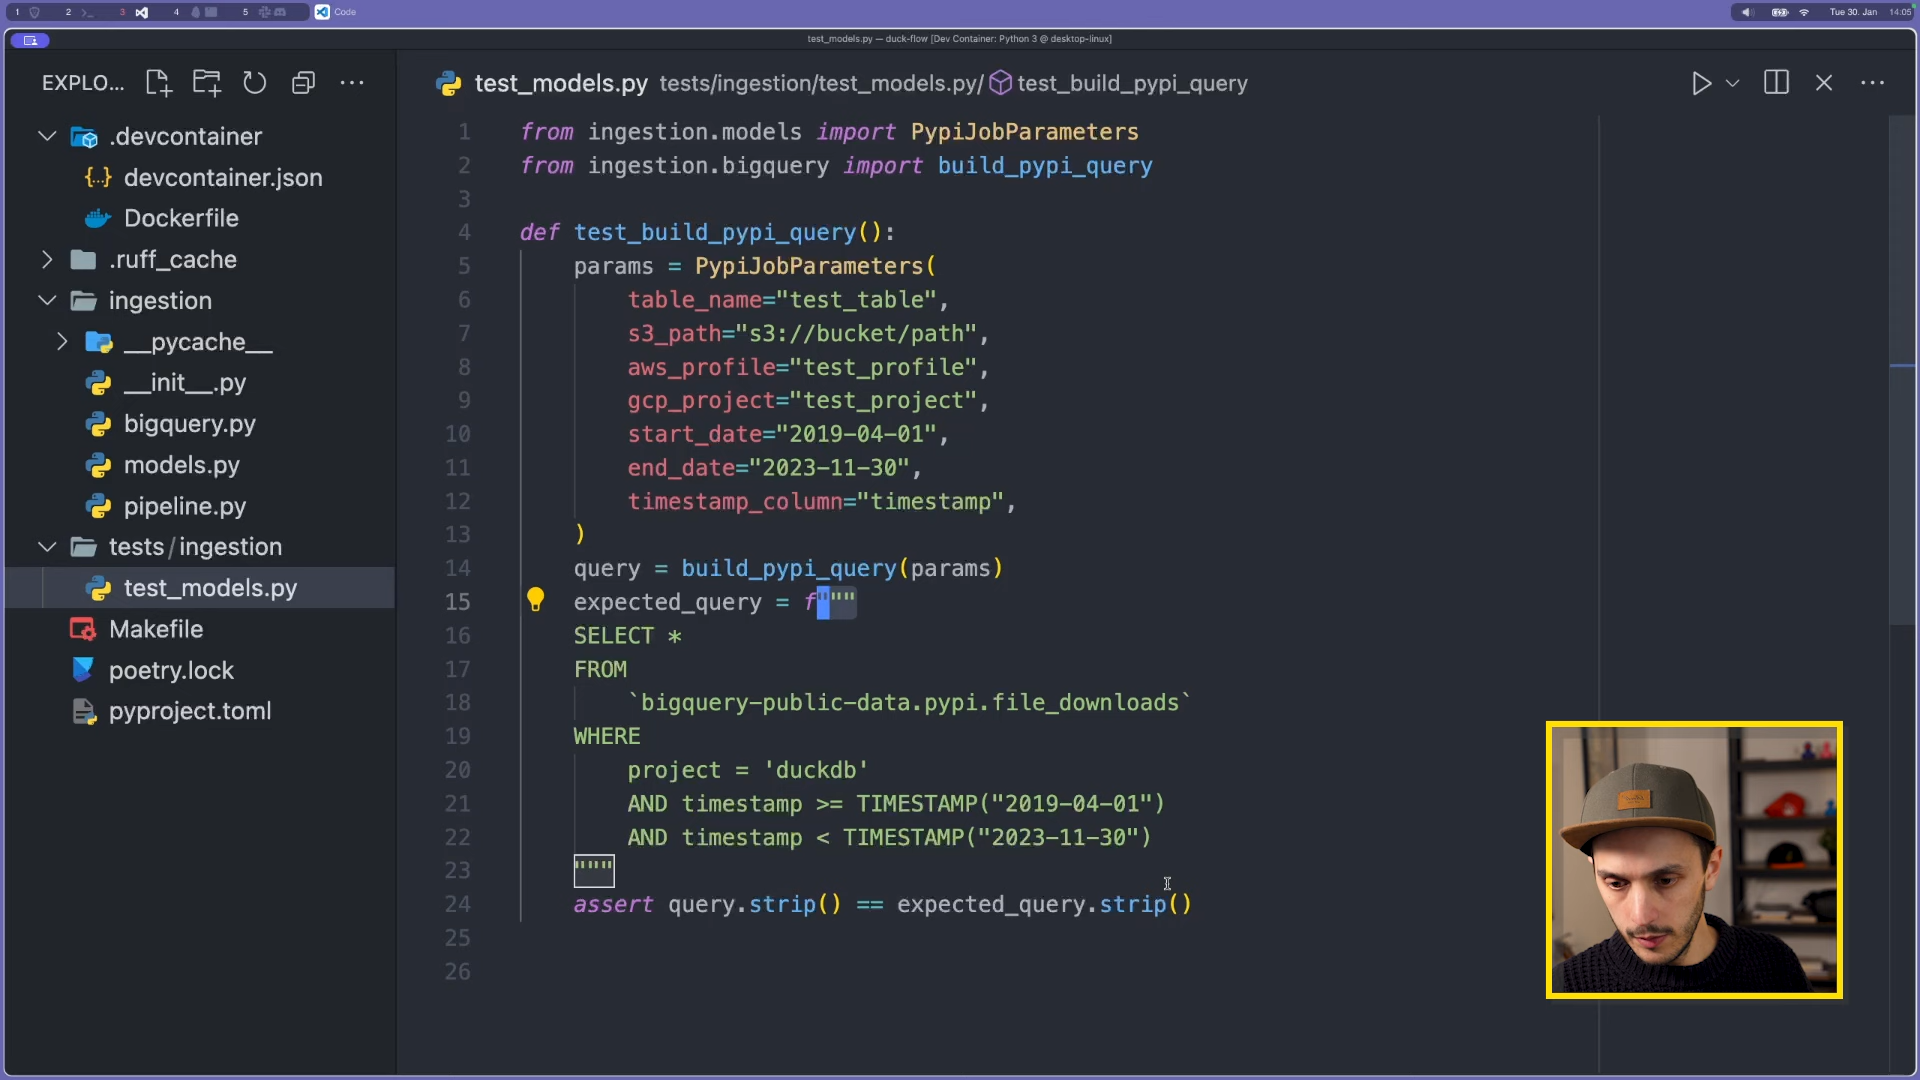 1 2 3 4 5 Code
Tue 30. Jan 14:05
test_models.py — duck-flow [Dev Container: Python 3 @ desktop-linux]
EXPLO...
.devcontainer
devcontainer.json
Dockerfile
.ruff_cache
ingestion
__pycache__
__init__.py
bigquery.py
models.py
pipeline.py
tests/ingestion
test_models.py
Makefile
poetry.lock
pyproject.toml
test_models.py tests/ingestion/test_models.py/ test_build_pypi_query
1 from ingestion.models import PypiJobParameters
2 from ingestion.bigquery import build_pypi_query
3
4 def test_build_pypi_query():
5 params = PypiJobParameters(
6 table_name="test_table",
7 s3_path="s3://bucket/path",
8 aws_profile="test_profile",
9 gcp_project="test_project",
10 start_date="2019-04-01",
11 end_date="2023-11-30",
12 timestamp_column="timestamp",
13 )
14 query = build_pypi_query(params)
15 expected_query = f"""
16 SELECT *
17 FROM
18 `bigquery-public-data.pypi.file_downloads`
19 WHERE
20 project = 'duckdb'
21 AND timestamp >= TIMESTAMP("2019-04-01")
22 AND timestamp < TIMESTAMP("2023-11-30")
23 """
24 assert query.strip() == expected_query.strip()
25
26